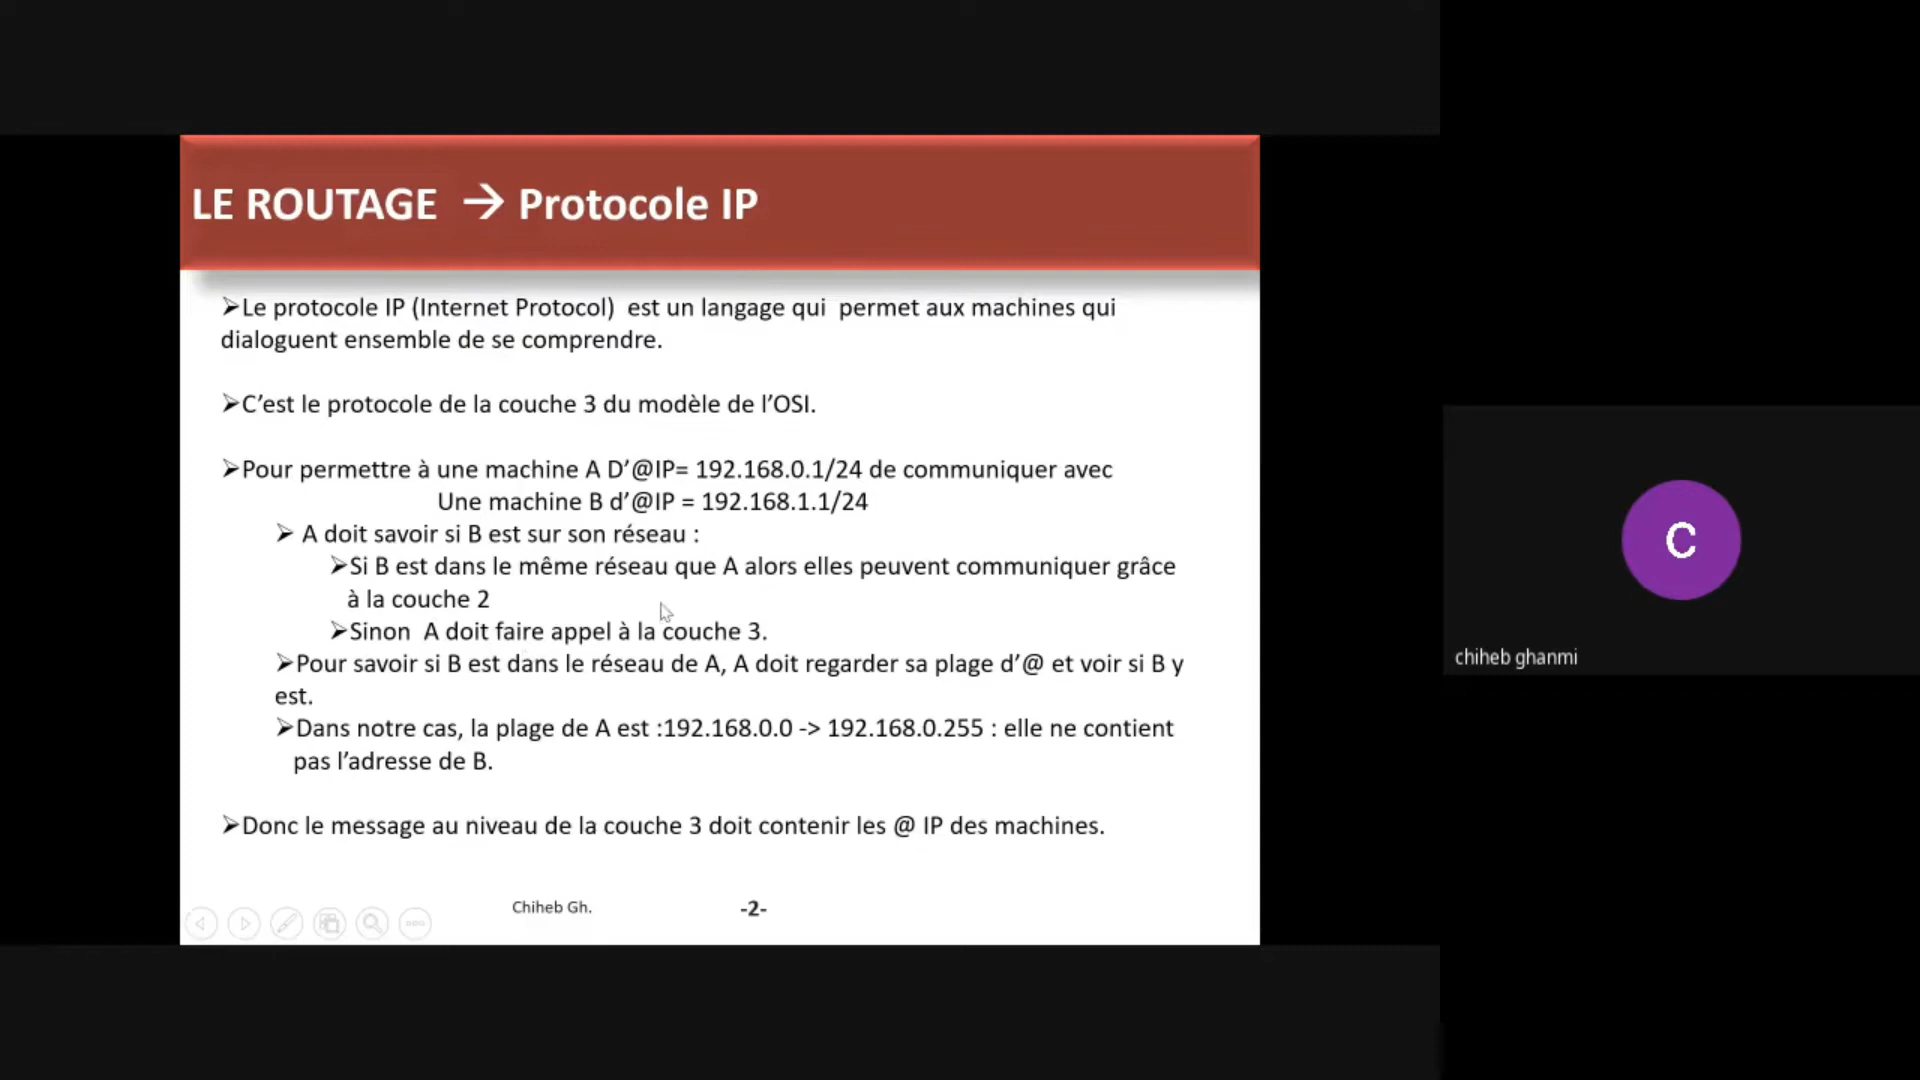 LE ROUTAGE → Protocole IP
➢Le protocole IP (Internet Protocol) est un langage qui permet aux machines qui
dialoguent ensemble de se comprendre.
➢C’est le protocole de la couche 3 du modèle de l’OSI.
➢Pour permettre à une machine A D’@IP= 192.168.0.1/24 de communiquer avec
Une machine B d’@IP = 192.168.1.1/24
➢ A doit savoir si B est sur son réseau :
➢Si B est dans le même réseau que A alors elles peuvent communiquer grâce
à la couche 2
➢Sinon A doit faire appel à la couche 3.
➢Pour savoir si B est dans le réseau de A, A doit regarder sa plage d’@ et voir si B y
est.
➢Dans notre cas, la plage de A est :192.168.0.0 -> 192.168.0.255 : elle ne contient
pas l’adresse de B.
➢Donc le message au niveau de la couche 3 doit contenir les @ IP des machines.
Chiheb Gh.
-2-
C
chiheb ghanmi